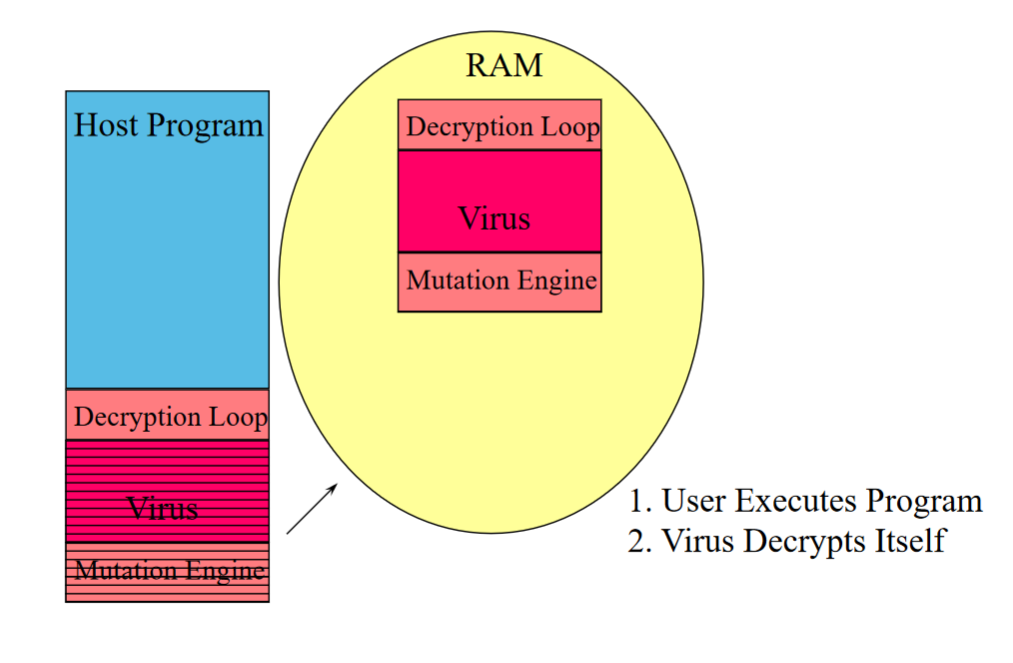 RAM
Host Program
Decryption Loop
Virus
Mutation Engine
Decryption Loop
Virus
Mutation Engine
1. User Executes Program
2. Virus Decrypts Itself